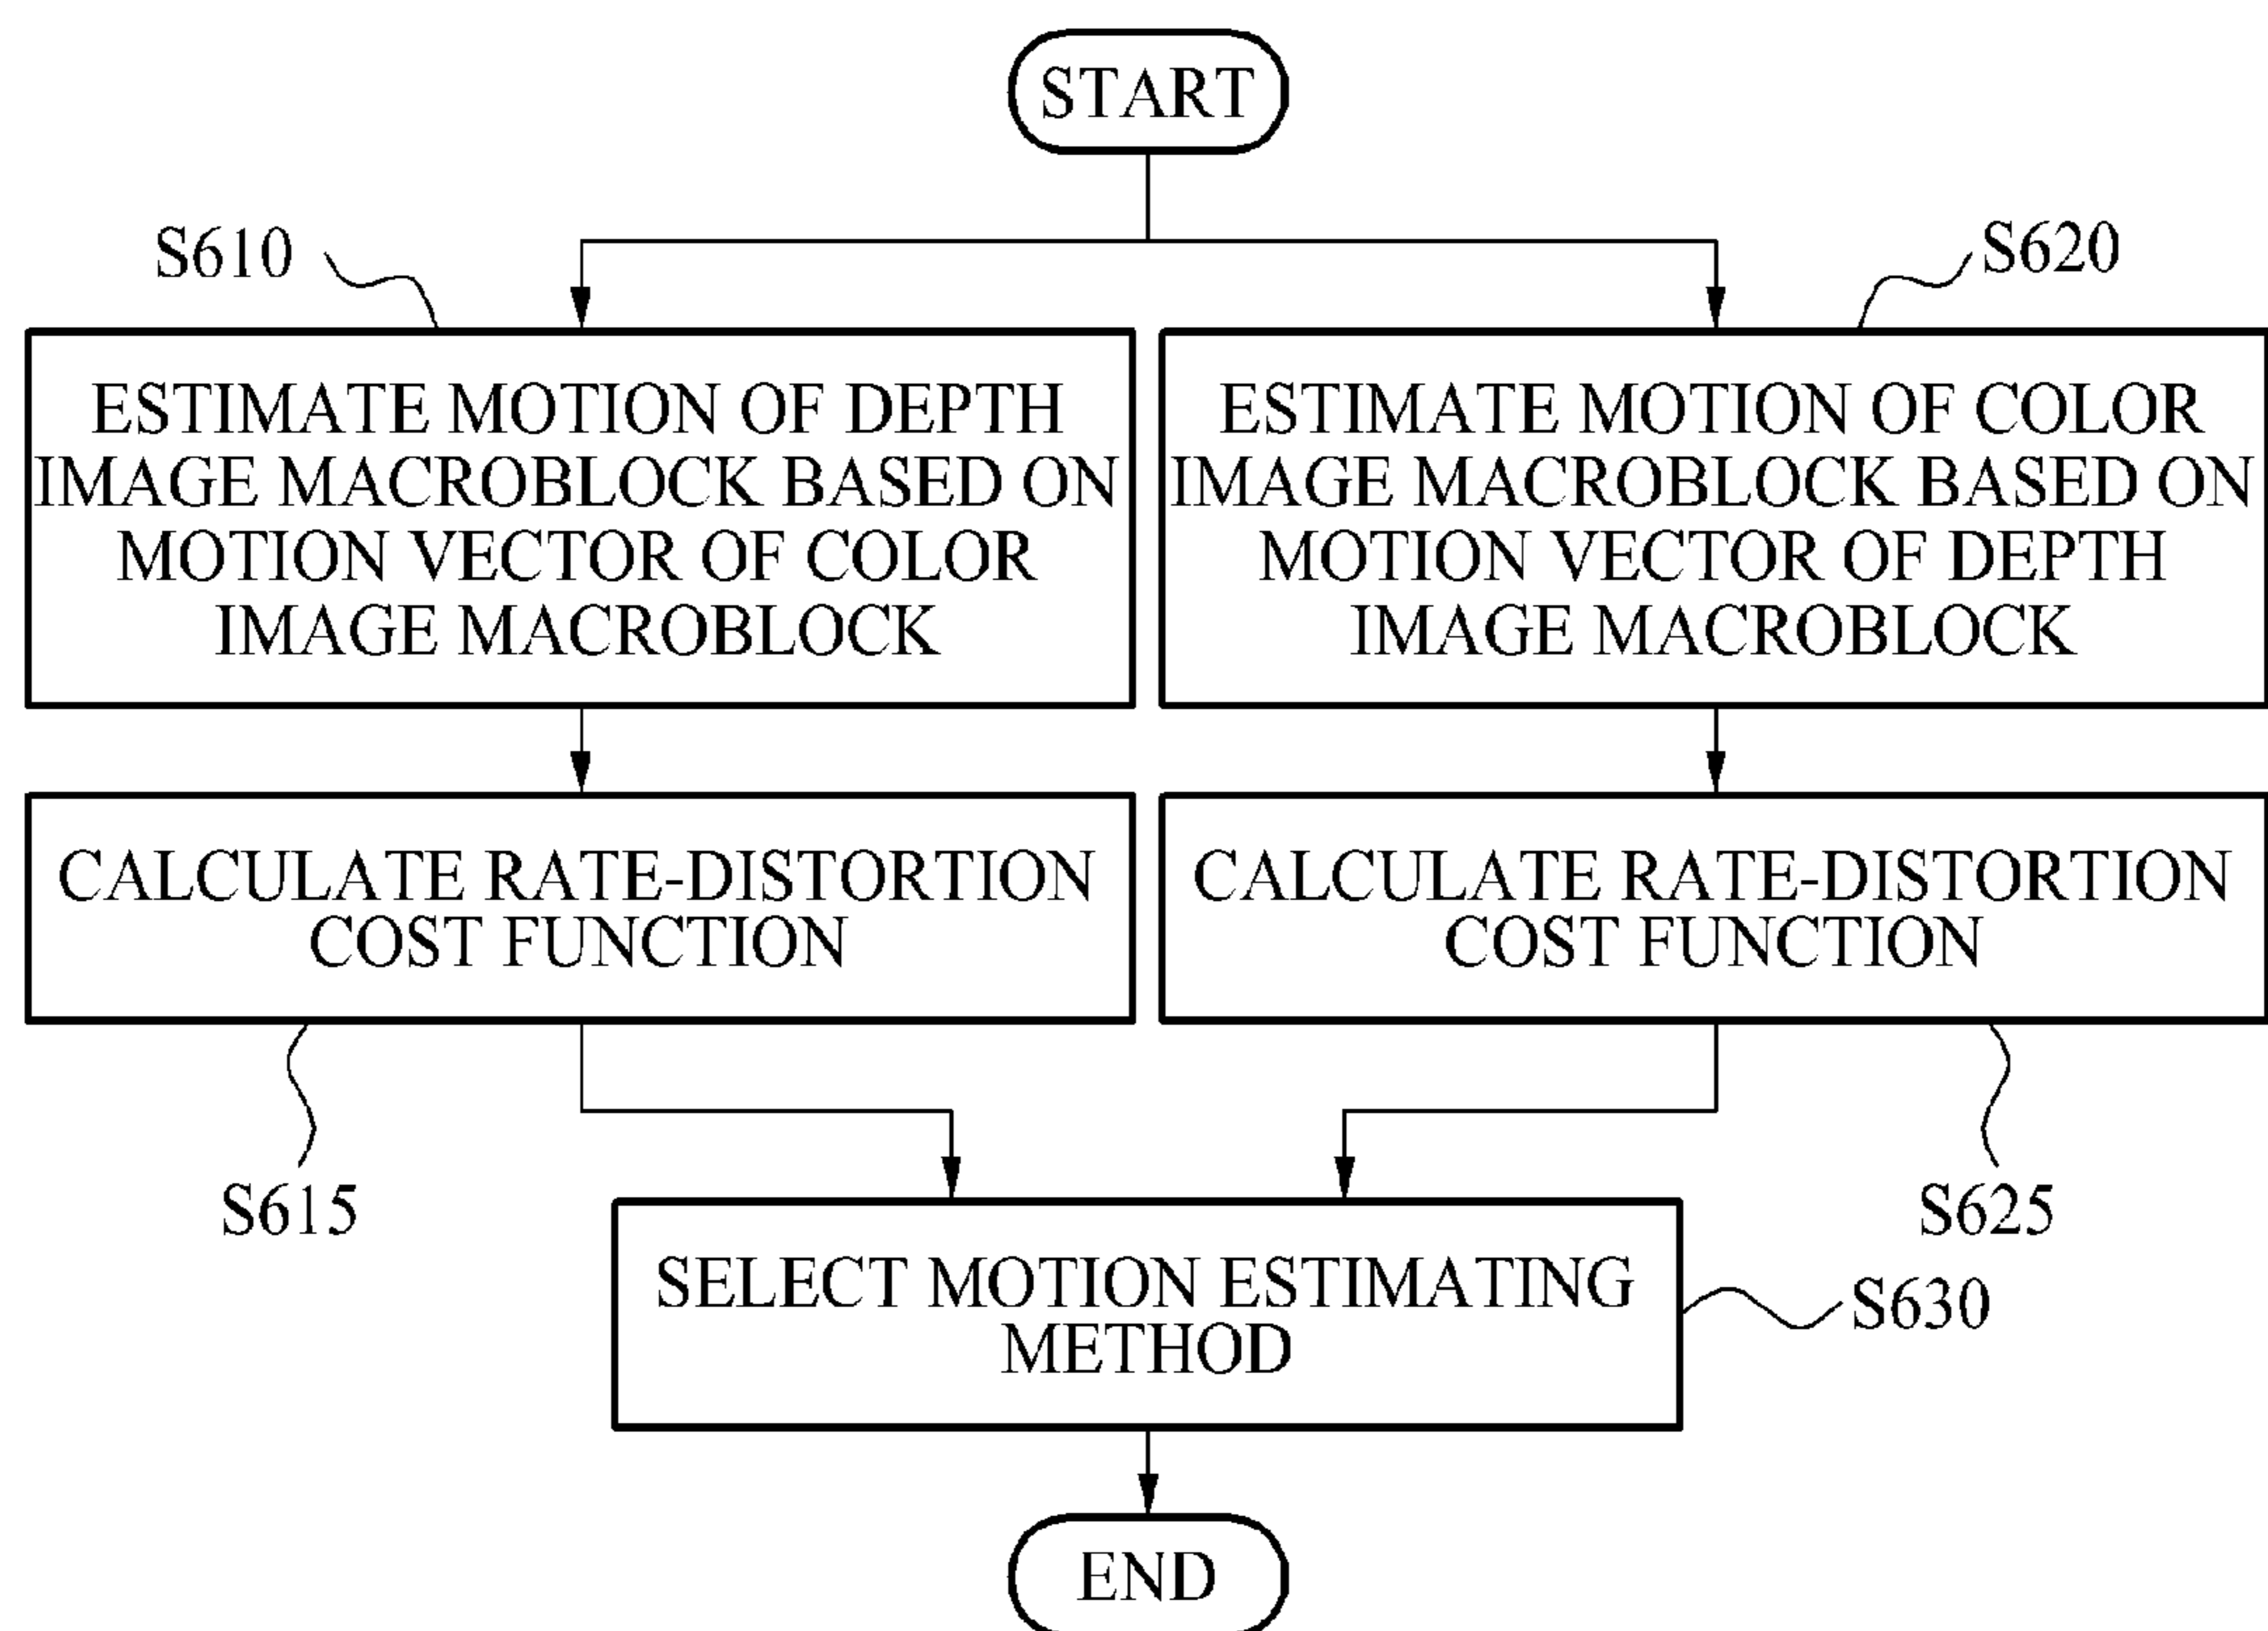 START
S610
S620
ESTIMATE MOTION OF DEPTH
IMAGE MACROBLOCK BASED ON
MOTION VECTOR OF COLOR
IMAGE MACROBLOCK
ESTIMATE MOTION OF COLOR
IMAGE MACROBLOCK BASED ON
MOTION VECTOR OF DEPTH
IMAGE MACROBLOCK
CALCULATE RATE-DISTORTION
COST FUNCTION
CALCULATE RATE-DISTORTION
COST FUNCTION
S615
S625
SELECT MOTION ESTIMATING
METHOD
S630
END